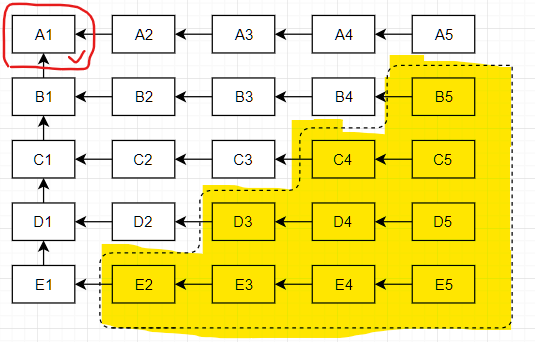 A1 A2 A3 A4 A5
B1 B2 B3 B4 B5
C1 C2 C3 C4 C5
D1 D2 D3 D4 D5
E1 E2 E3 E4 E5